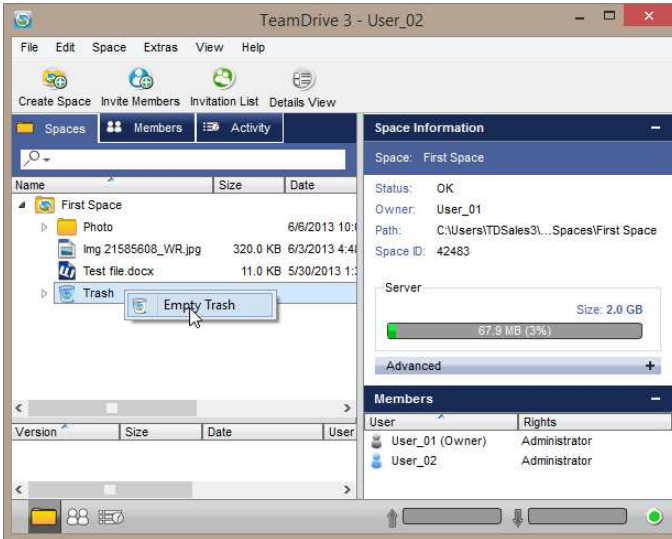 TeamDrive 3 - User_02
File Edit Space Extras View Help
Create Space Invite Members Invitation List Details View
Spaces Members Activity
Name Size Date
First Space
Photo 6/6/2013 10:
Img 21585608_WR.jpg 320.0 KB 6/3/2013 4:4
Test file.docx 11.0 KB 5/30/2013 1:
Trash
Empty Trash
Version Size Date User
Space Information
Space: First Space
Status: OK
Owner: User_01
Path: C:\Users\TDSales3\...Spaces\First Space
Space ID: 42483
Server
Size: 2.0 GB
67.9 MB (3%)
Advanced
Members
User Rights
User_01 (Owner) Administrator
User_02 Administrator